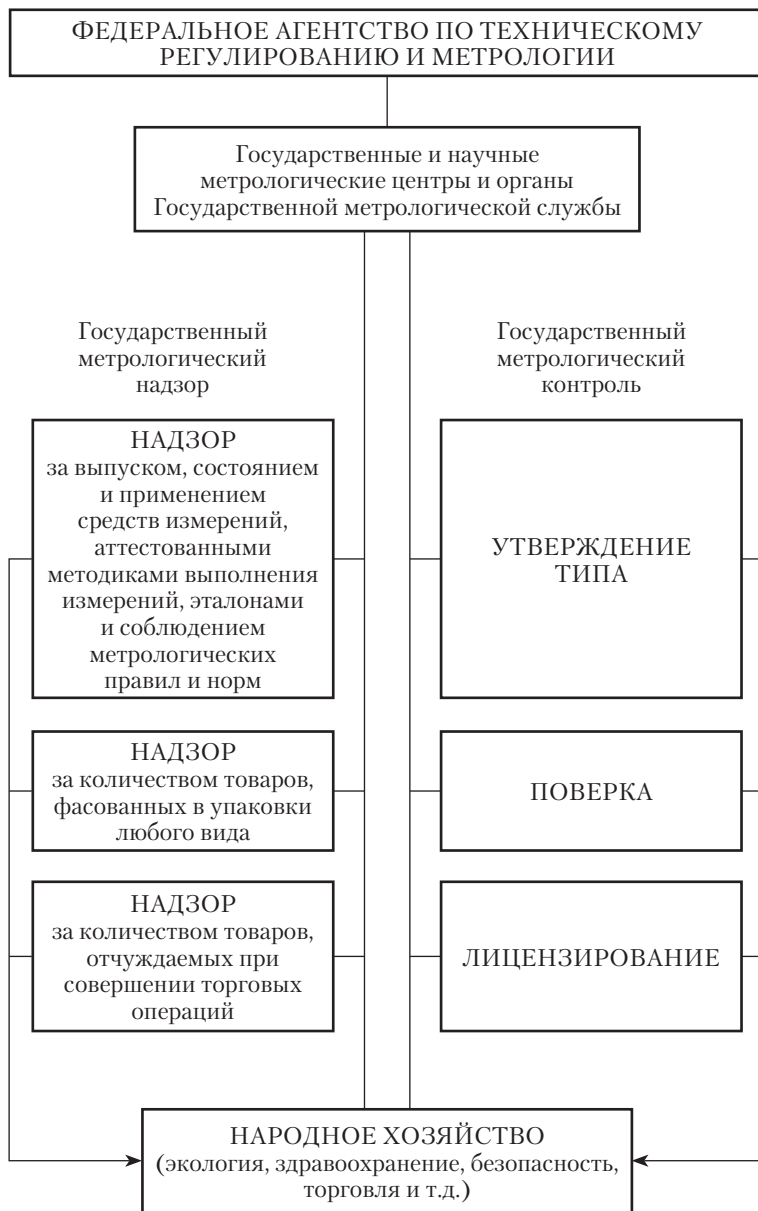 ФЕДЕРАЛЬНОЕ АГЕНТСТВО ПО ТЕХНИЧЕСКОМУ
РЕГУЛИРОВАНИЮ И МЕТРОЛОГИИ
Государственные и научные
метрологические центры и органы
Государственной метрологической службы
Государственный
метрологический
надзор
Государственный
метрологический
контроль
НАДЗОР
за выпуском, состоянием
и применением
средств измерений,
аттестованными
методиками выполнения
измерений, эталонами
и соблюдением
метрологических
правил и норм
УТВЕРЖДЕНИЕ
ТИПА
НАДЗОР
за количеством товаров,
фасованных в упаковки
любого вида
ПОВЕРКА
НАДЗОР
за количеством товаров,
отчуждаемых при
совершении торговых
операций
ЛИЦЕНЗИРОВАНИЕ
НАРОДНОЕ ХОЗЯЙСТВО
(экология, здравоохранение, безопасность,
торговля и т.д.)